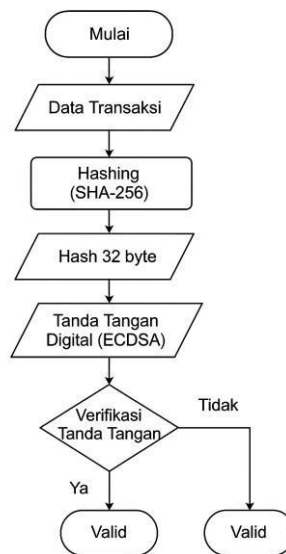 Mulai
Data Transaksi
Hashing
(SHA-256)
Hash 32 byte
Tanda Tangan
Digital (ECDSA)
Verifikasi
Tanda Tangan
Tidak
Ya
Valid
Valid